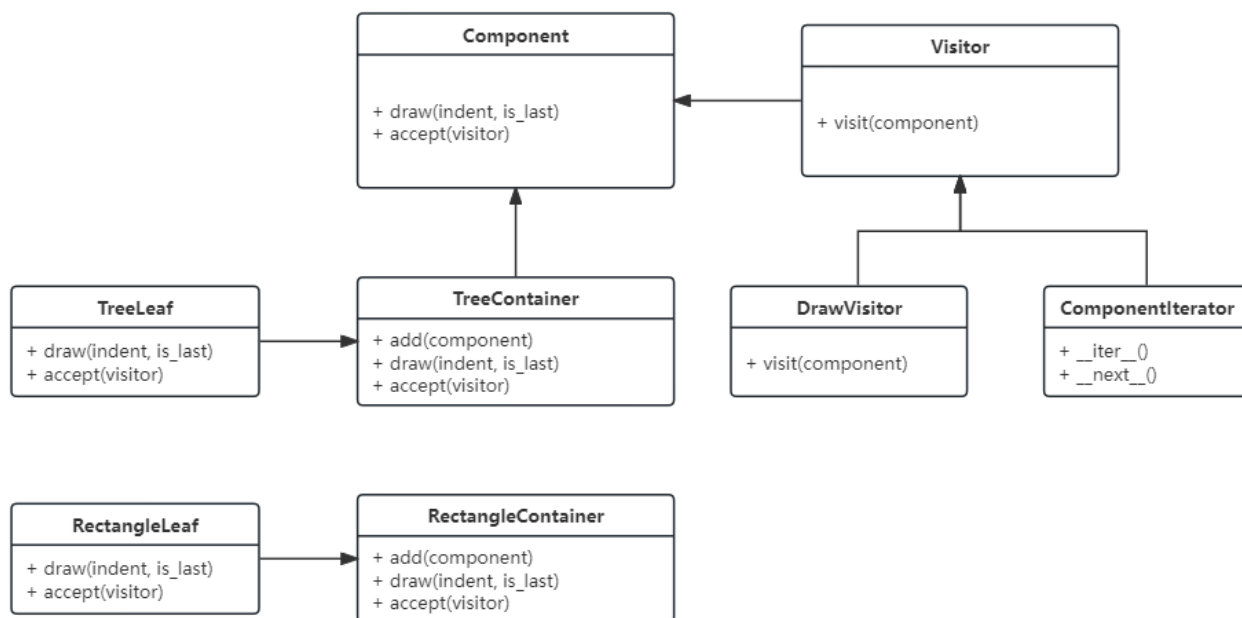 Component
+ draw(indent, is_last)
+ accept(visitor)
Visitor
+ visit(component)
TreeLeaf
+ draw(indent, is_last)
+ accept(visitor)
TreeContainer
+ add(component)
+ draw(indent, is_last)
+ accept(visitor)
DrawVisitor
+ visit(component)
ComponentIterator
+ __iter__()
+ __next__()
RectangleLeaf
+ draw(indent, is_last)
+ accept(visitor)
RectangleContainer
+ add(component)
+ draw(indent, is_last)
+ accept(visitor)